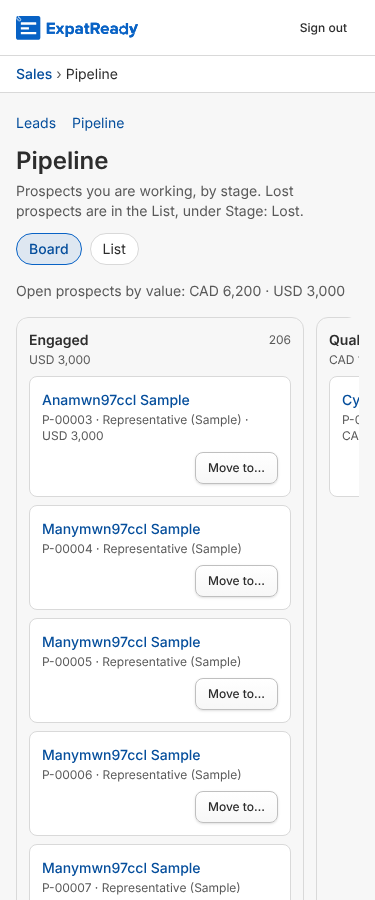 ExpatReady
Sign out
Sales › Pipeline
Leads Pipeline
Pipeline
Prospects you are working, by stage. Lost
prospects are in the List, under Stage: Lost.
Board List
Open prospects by value: CAD 6,200 · USD 3,000
Engaged 206
USD 3,000
Anamwn97ccl Sample
P-00003 · Representative (Sample) ·
USD 3,000
Move to...
Manymwn97ccl Sample
P-00004 · Representative (Sample)
Move to...
Manymwn97ccl Sample
P-00005 · Representative (Sample)
Move to...
Manymwn97ccl Sample
P-00006 · Representative (Sample)
Move to...
Manymwn97ccl Sample
P-00007 · Representative (Sample)
CAD